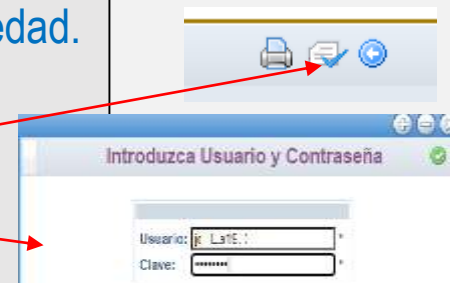 edad.
Introduzca Usuario y Contraseña
Usuario: *
Clave: ******** *